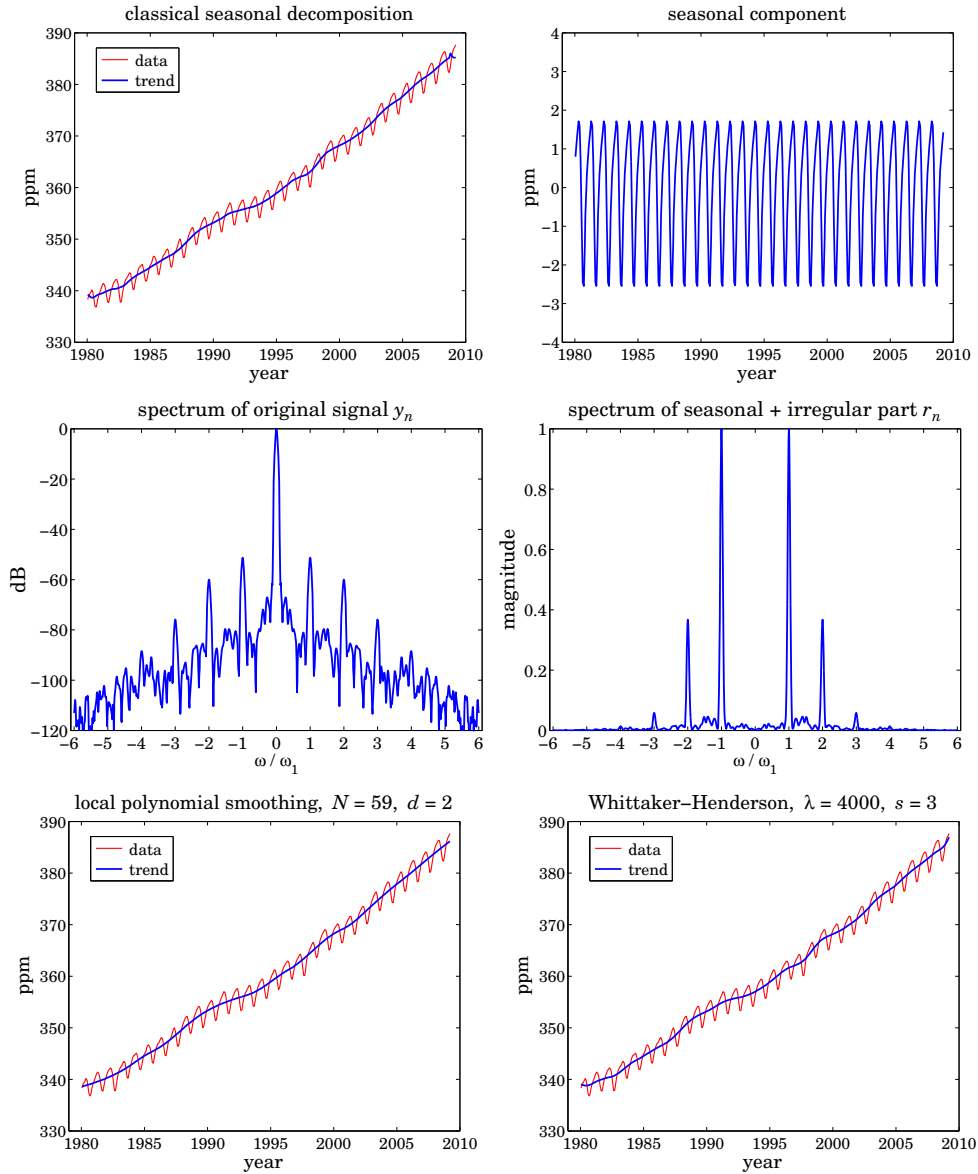 classical seasonal decomposition
390
380
370
360
350
340
330
ppm
data
trend
1980 1985 1990 1995 2000 2005 2010
year
seasonal component
4
3
2
1
0
−1
−2
−3
−4
ppm
1980 1985 1990 1995 2000 2005 2010
year
spectrum of original signal yₙ
0
−20
−40
−60
−80
−100
−120
dB
−6 −5 −4 −3 −2 −1 0 1 2 3 4 5 6
ω / ω₁
spectrum of seasonal + irregular part rₙ
1
0.8
0.6
0.4
0.2
0
magnitude
−6 −5 −4 −3 −2 −1 0 1 2 3 4 5 6
ω / ω₁
local polynomial smoothing, N = 59, d = 2
390
380
370
360
350
340
330
ppm
data
trend
1980 1985 1990 1995 2000 2005 2010
year
Whittaker–Henderson, λ = 4000, s = 3
390
380
370
360
350
340
330
ppm
data
trend
1980 1985 1990 1995 2000 2005 2010
year